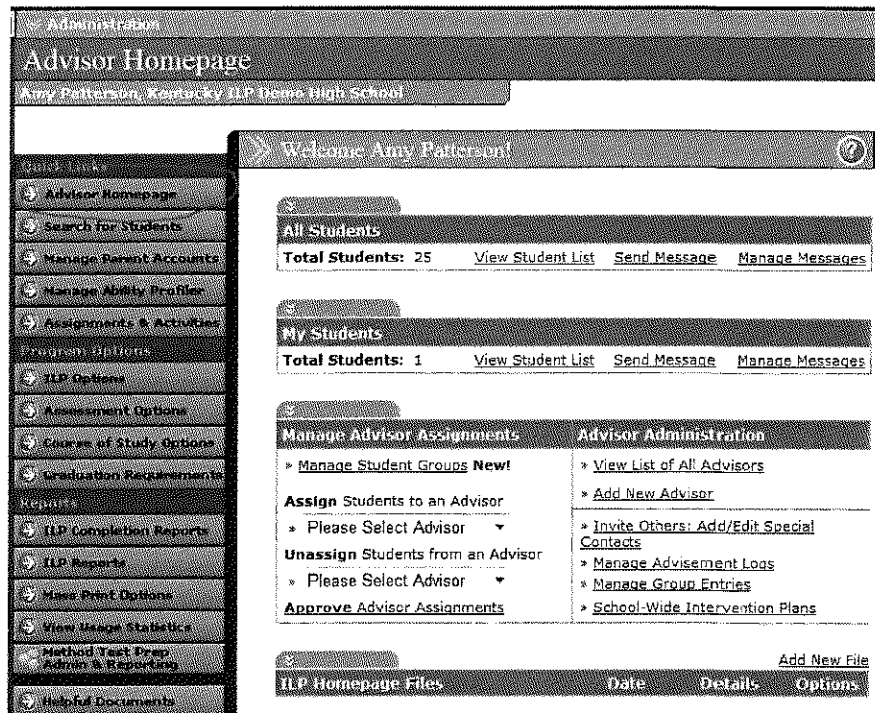 Administration
Advisor Homepage
Amy Patterson, Kentucky ILP Demo High School
Quick Links
Advisor Homepage
Search for Students
Manage Parent Accounts
Manage Ability Profiler
Assignments & Activities
Program Options
ILP Options
Assessment Options
Course of Study Options
Graduation Requirements
Reports
ILP Completion Reports
ILP Reports
Mass Print Options
View Usage Statistics
Method Test Prep
Admin & Reporting
Helpful Documents
Welcome Amy Patterson!
?
All Students
Total Students: 25 View Student List Send Message Manage Messages
My Students
Total Students: 1 View Student List Send Message Manage Messages
Manage Advisor Assignments
» Manage Student Groups New!
Assign Students to an Advisor
» Please Select Advisor
Unassign Students from an Advisor
» Please Select Advisor
Approve Advisor Assignments
Advisor Administration
» View List of All Advisors
» Add New Advisor
» Invite Others: Add/Edit Special
Contacts
» Manage Advisement Logs
» Manage Group Entries
» School-Wide Intervention Plans
Add New File
ILP Homepage Files Date Details Options